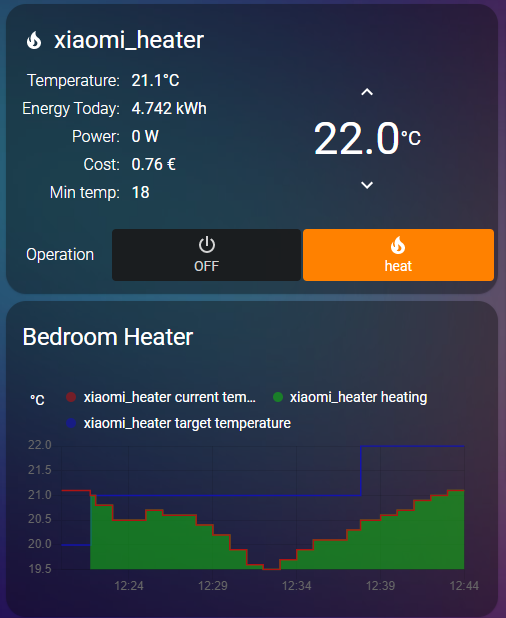 xiaomi_heater
Temperature: 21.1°C
Energy Today: 4.742 kWh
Power: 0 W
Cost: 0.76 €
Min temp: 18
22.0°C
Operation
OFF
heat
Bedroom Heater
°C
xiaomi_heater current tem...
xiaomi_heater heating
xiaomi_heater target temperature
22.0
21.5
21.0
20.5
20.0
19.5
12:24 12:29 12:34 12:39 12:44